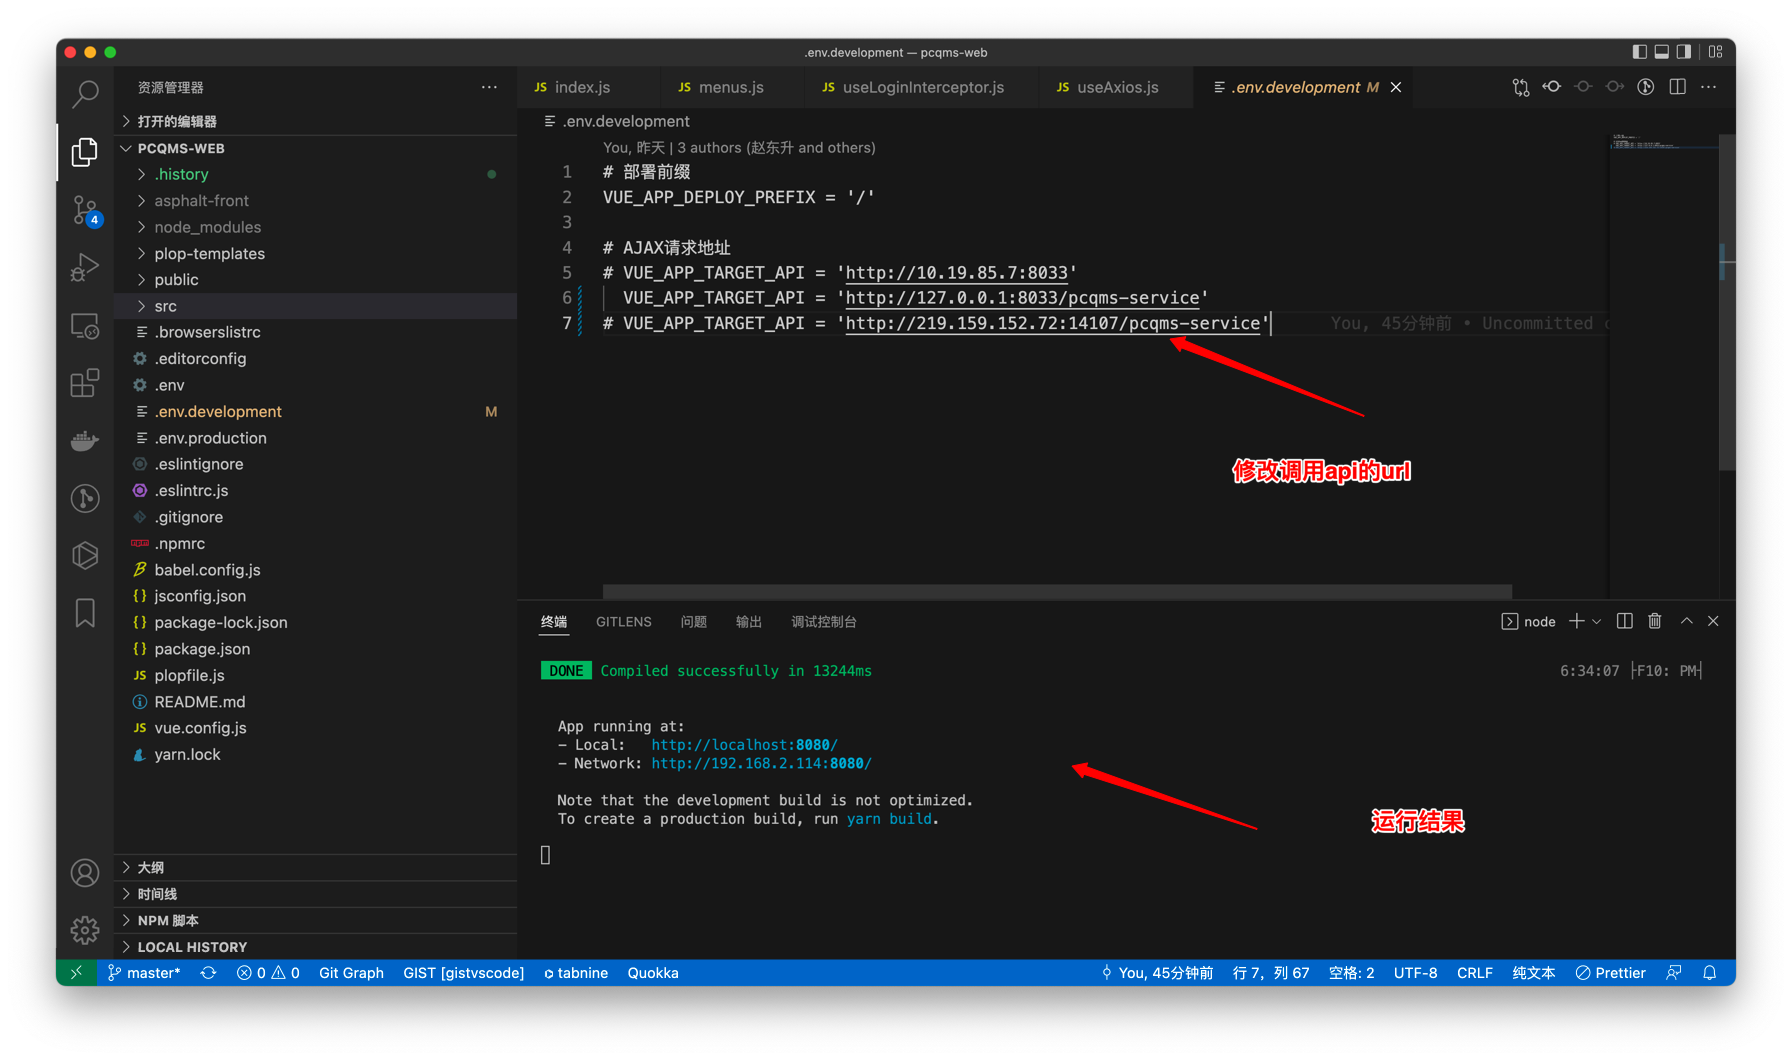 .env.development — pcqms-web
资源管理器
打开的编辑器
PCQMS-WEB
.history
asphalt-front
node_modules
plop-templates
public
src
.browserslistrc
.editorconfig
.env
.env.development M
.env.production
.eslintignore
.eslintrc.js
.gitignore
.npmrc
babel.config.js
jsconfig.json
package-lock.json
package.json
plopfile.js
README.md
vue.config.js
yarn.lock
大纲
时间线
NPM 脚本
LOCAL HISTORY
4
JS index.js
JS menus.js
JS useLoginInterceptor.js
JS useAxios.js
.env.development M
.env.development
You, 昨天 | 3 authors (赵东升 and others)
1 # 部署前缀
2 VUE_APP_DEPLOY_PREFIX = '/'
3
4 # AJAX请求地址
5 # VUE_APP_TARGET_API = 'http://10.19.85.7:8033'
6 VUE_APP_TARGET_API = 'http://127.0.0.1:8033/pcqms-service'
7 # VUE_APP_TARGET_API = 'http://219.159.152.72:14107/pcqms-service' You, 45分钟前 • Uncommitted
修改调用api的url
终端 GITLENS 问题 输出 调试控制台
node
DONE Compiled successfully in 13244ms 6:34:07 ├F10: PM┤
App running at:
- Local: http://localhost:8080/
- Network: http://192.168.2.114:8080/
Note that the development build is not optimized.
To create a production build, run yarn build.
运行结果
master* 0 0 Git Graph GIST [gistvscode] tabnine Quokka
You, 45分钟前 行 7，列 67 空格: 2 UTF-8 CRLF 纯文本 Prettier